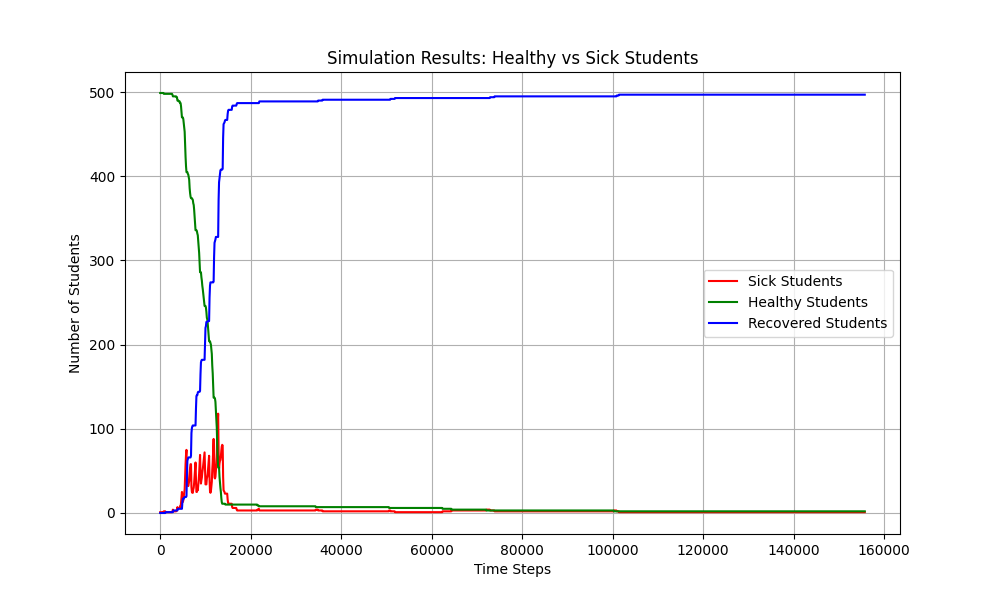 Simulation Results: Healthy vs Sick Students
Number of Students
500
400
300
200
100
0
Sick Students
Healthy Students
Recovered Students
0 20000 40000 60000 80000 100000 120000 140000 160000
Time Steps